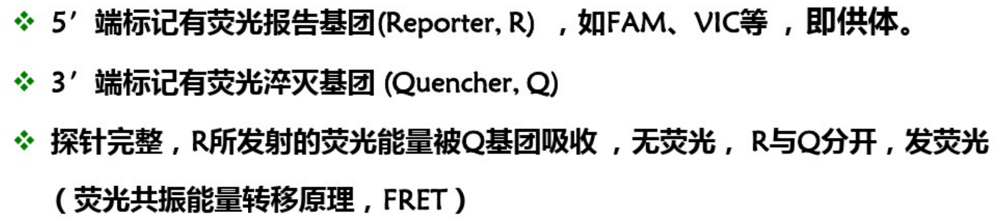 ❖ 5′ 端标记有荧光报告基团(Reporter, R) ，如FAM、VIC等 ，即供体。
❖ 3′ 端标记有荧光淬灭基团 (Quencher, Q)
❖ 探针完整，R所发射的荧光能量被Q基团吸收 ，无荧光， R与Q分开，发荧光
（荧光共振能量转移原理，FRET）